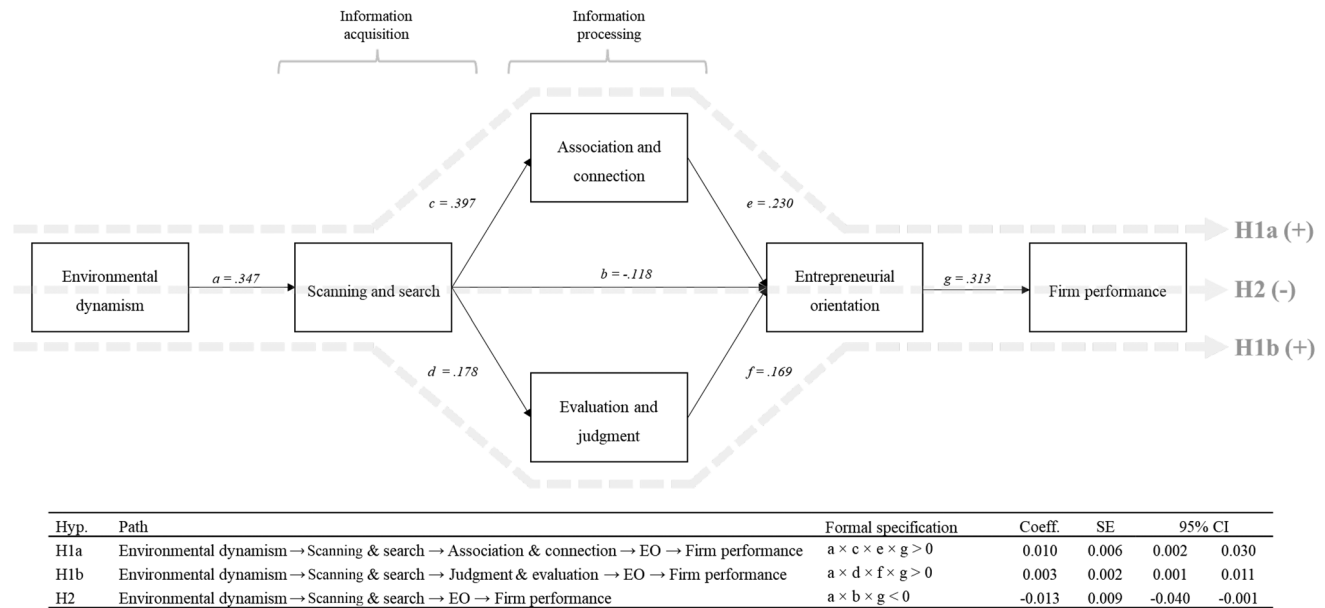 Information
acquisition
Information
processing
Association and
connection
c = .397
e = .230
H1a (+)
Environmental
dynamism
a = .347
Scanning and search
b = -.118
Entrepreneurial
orientation
g = .313
Firm performance
H2 (-)
H1b (+)
d = .178
f = .169
Evaluation and
judgment
Hyp. Path Formal specification Coeff. SE 95% CI
H1a Environmental dynamism → Scanning & search → Association & connection → EO → Firm performance a × c × e × g > 0 0.010 0.006 0.002 0.030
H1b Environmental dynamism → Scanning & search → Judgment & evaluation → EO → Firm performance a × d × f × g > 0 0.003 0.002 0.001 0.011
H2 Environmental dynamism → Scanning & search → EO → Firm performance a × b × g < 0 -0.013 0.009 -0.040 -0.001